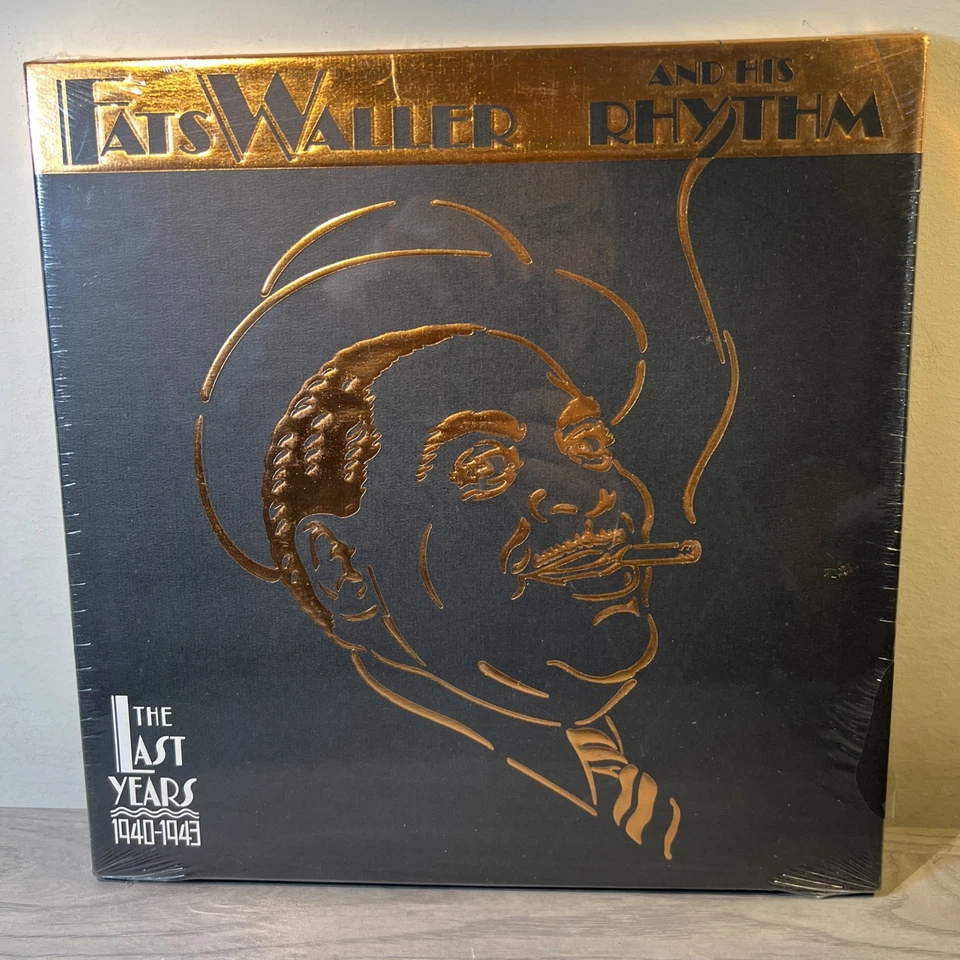 FATS WALLER
AND HIS
RHYTHM
THE
LAST
YEARS
1940-1943